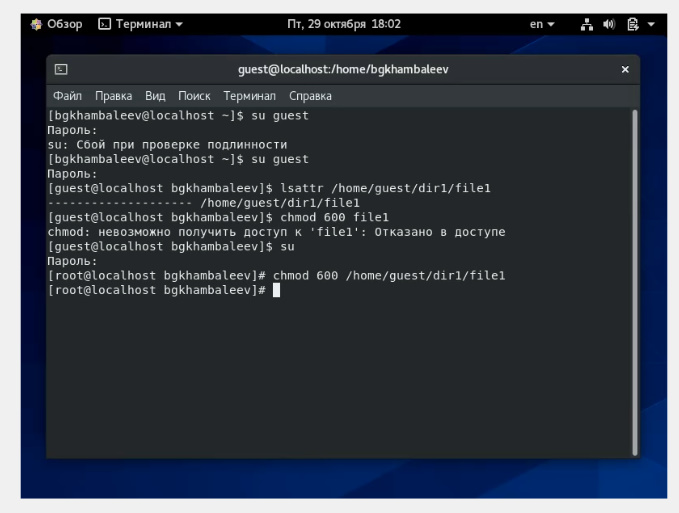 Обзор Терминал Пт, 29 октября 18:02 en
guest@localhost:/home/bgkhambaleev
Файл Правка Вид Поиск Терминал Справка
[bgkhambaleev@localhost ~]$ su guest
Пароль:
su: Сбой при проверке подлинности
[bgkhambaleev@localhost ~]$ su guest
Пароль:
[guest@localhost bgkhambaleev]$ lsattr /home/guest/dir1/file1
-------------------- /home/guest/dir1/file1
[guest@localhost bgkhambaleev]$ chmod 600 file1
chmod: невозможно получить доступ к 'file1': Отказано в доступе
[guest@localhost bgkhambaleev]$ su
Пароль:
[root@localhost bgkhambaleev]# chmod 600 /home/guest/dir1/file1
[root@localhost bgkhambaleev]#